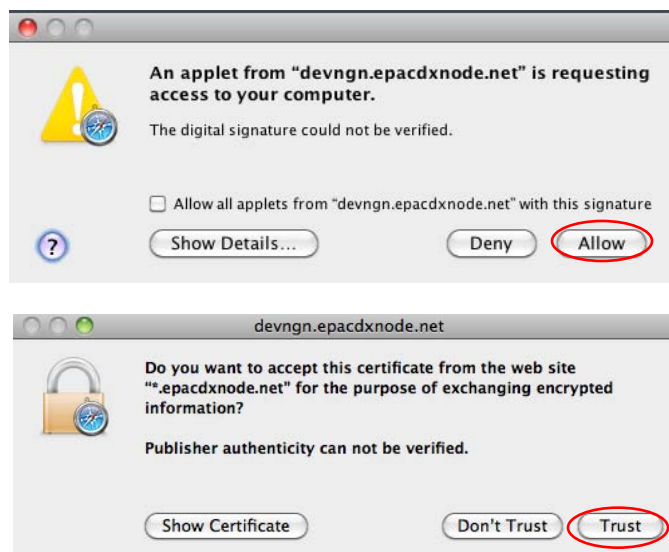 An applet from “devngn.epacdxnode.net” is requesting
access to your computer.
The digital signature could not be verified.
Allow all applets from “devngn.epacdxnode.net” with this signature
?
Show Details...
Deny
Allow
devngn.epacdxnode.net
Do you want to accept this certificate from the web site
“*.epacdxnode.net” for the purpose of exchanging encrypted
information?
Publisher authenticity can not be verified.
Show Certificate
Don't Trust
Trust